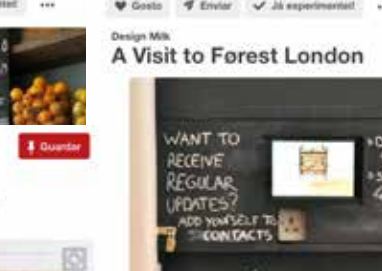 Gosto
Enviar
Já experimentei!
Design Milk
A Visit to Førest London
Guardar
WANT TO
RECEIVE
REGULAR
UPDATES?
ADD YOURSELF TO
CONTACTS